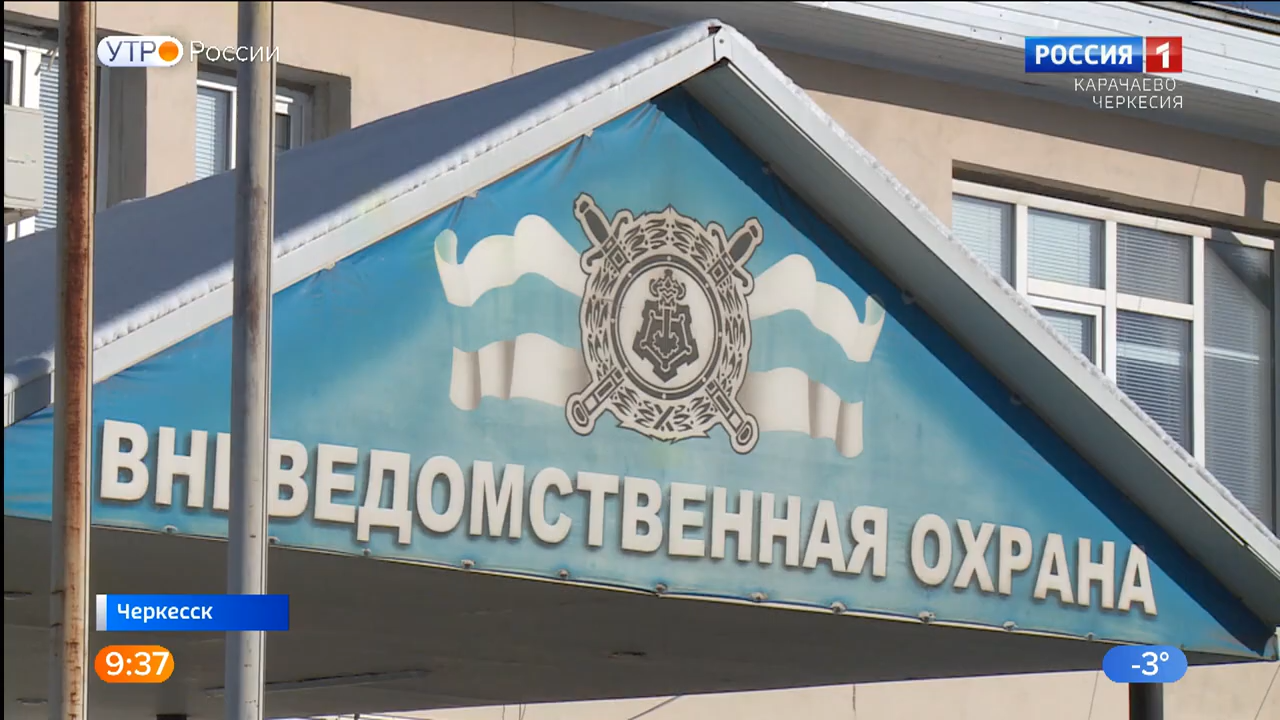 УТРО России
РОССИЯ 1
КАРАЧАЕВО
ЧЕРКЕСИЯ
ВНЕВЕДОМСТВЕННАЯ ОХРАНА
Черкесск
9:37
-3°